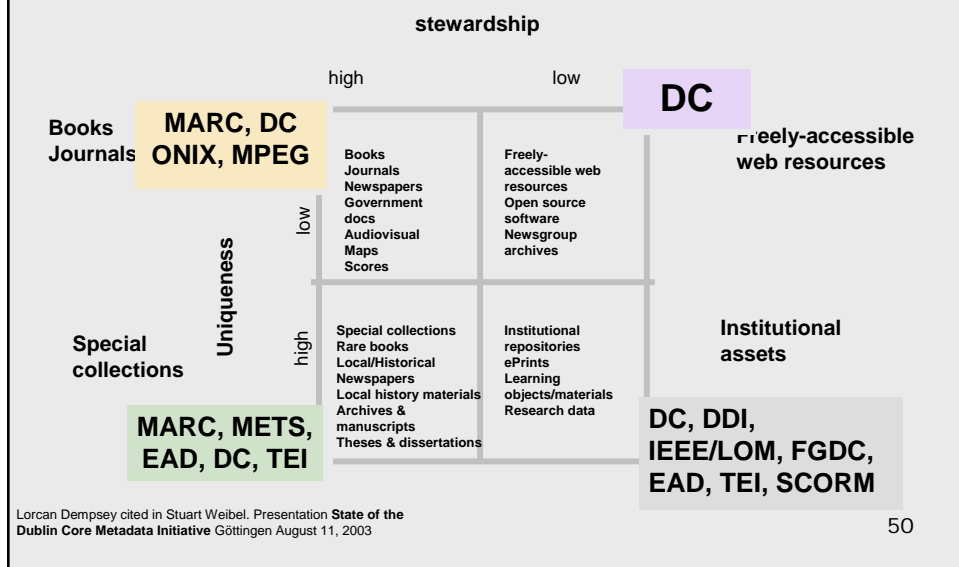 stewardship
high
low
DC
Books
Journals
MARC, DC
ONIX, MPEG
Freely-accessible
web resources
Books
Journals
Newspapers
Government
docs
Audiovisual
Maps
Scores
Freely-
accessible web
resources
Open source
software
Newsgroup
archives
low
Uniqueness
high
Special
collections
Special collections
Rare books
Local/Historical
Newspapers
Local history materials
Archives &
manuscripts
Theses & dissertations
Institutional
repositories
ePrints
Learning
objects/materials
Research data
Institutional
assets
MARC, METS,
EAD, DC, TEI
DC, DDI,
IEEE/LOM, FGDC,
EAD, TEI, SCORM
Lorcan Dempsey cited in Stuart Weibel. Presentation State of the
Dublin Core Metadata Initiative Göttingen August 11, 2003
50